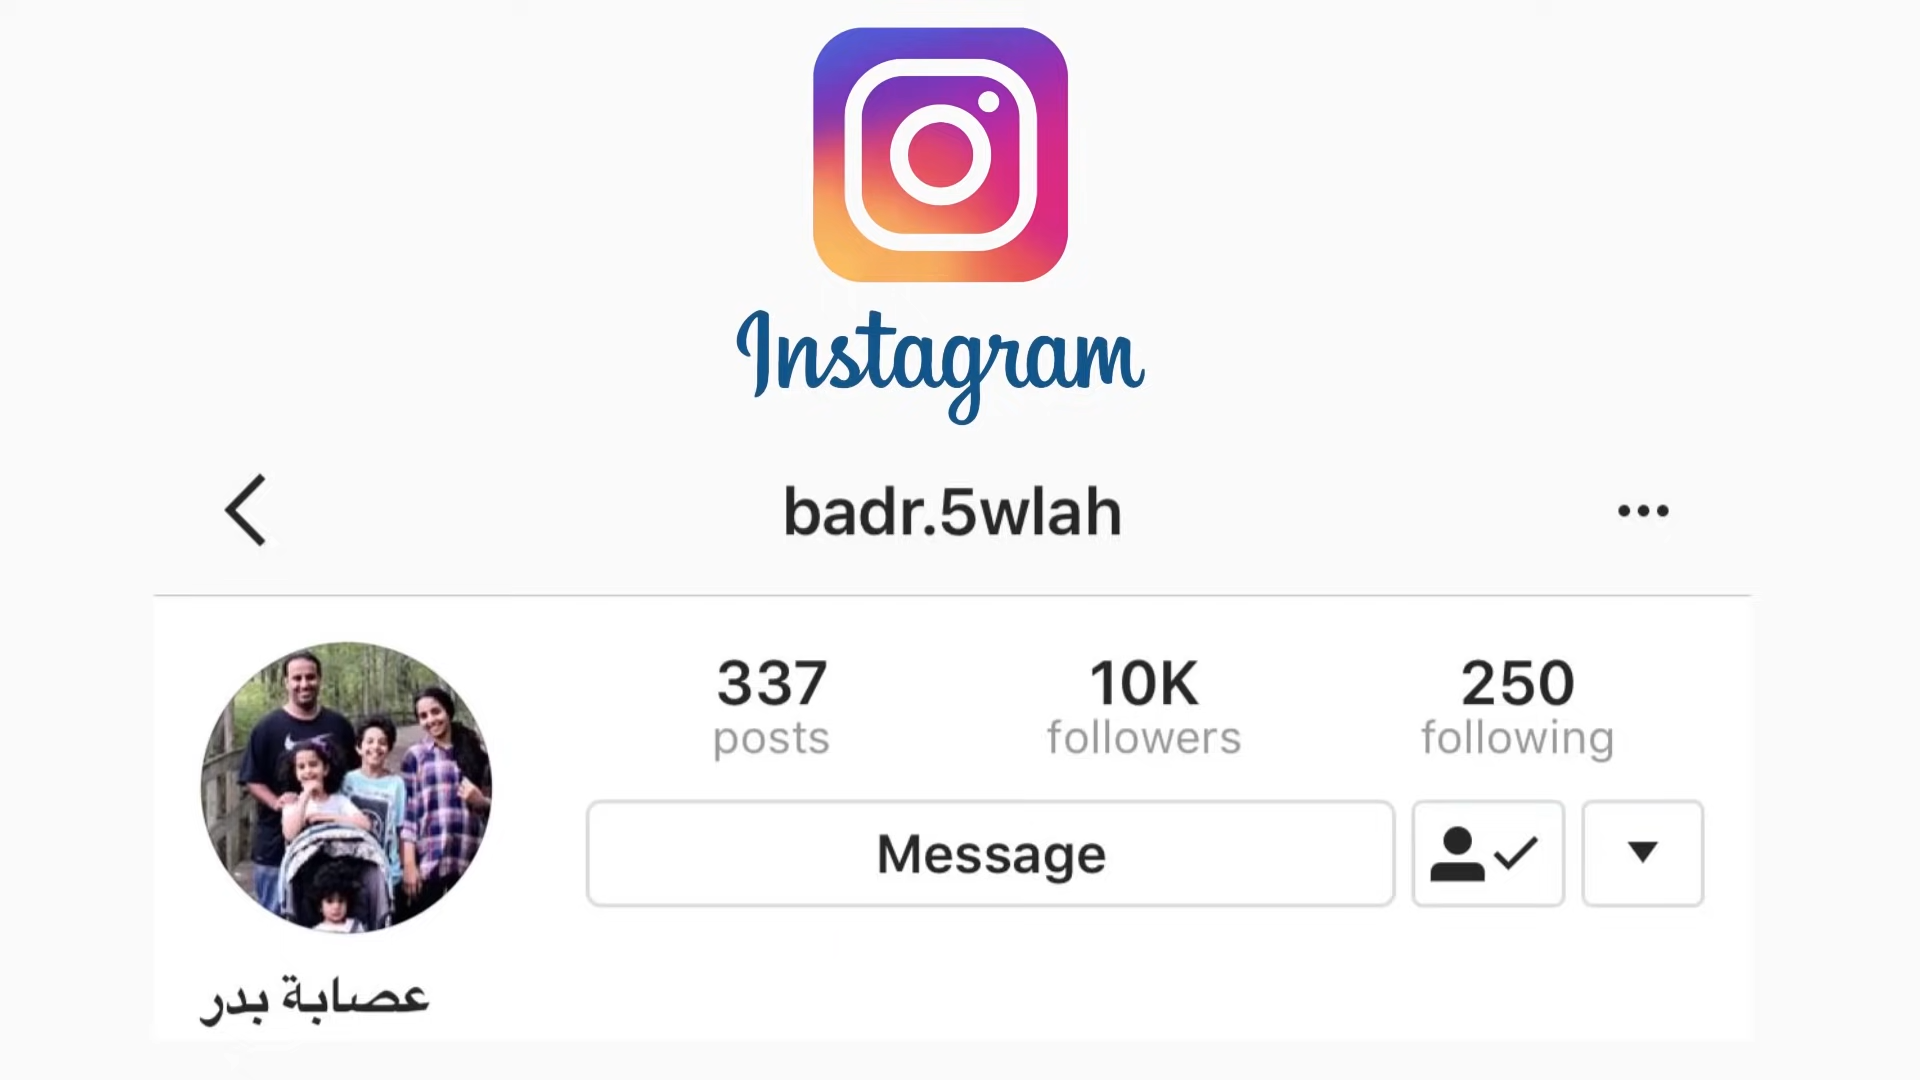 Instagram
badr.5wlah
337 10K 250
posts followers following
Message
عصابة بدر